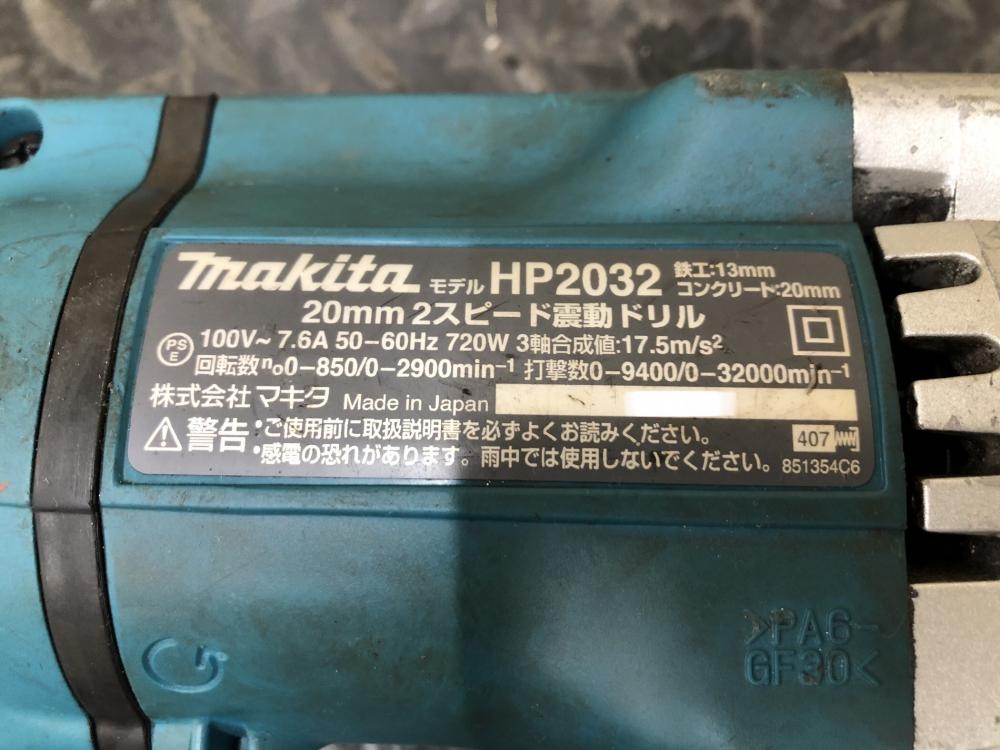 makita モデル HP2032 鉄工:13mm
コンクリート:20mm
20mm 2スピード震動ドリル
PS E 100V~ 7.6A 50-60Hz 720W 3軸合成値:17.5m/s²
回転数 n₀0-850/0-2900min⁻¹ 打撃数0-9400/0-32000min⁻¹
株式会社 マキタ Made in Japan
⚠警告 •ご使用前に取扱説明書を必ずよくお読みください。 407
•感電の恐れがあります。雨中では使用しないでください。 851354C6
>PA6-
GF30<